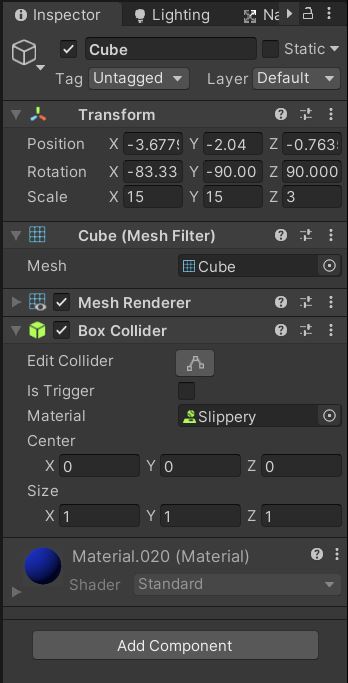 Inspector Lighting Na
Cube Static
Tag Untagged Layer Default
Transform
Position X -3.6779 Y -2.04 Z -0.763
Rotation X -83.33 Y -90.00 Z 90.000
Scale X 15 Y 15 Z 3
Cube (Mesh Filter)
Mesh Cube
Mesh Renderer
Box Collider
Edit Collider
Is Trigger
Material Slippery
Center
X 0 Y 0 Z 0
Size
X 1 Y 1 Z 1
Material.020 (Material)
Shader Standard
Add Component